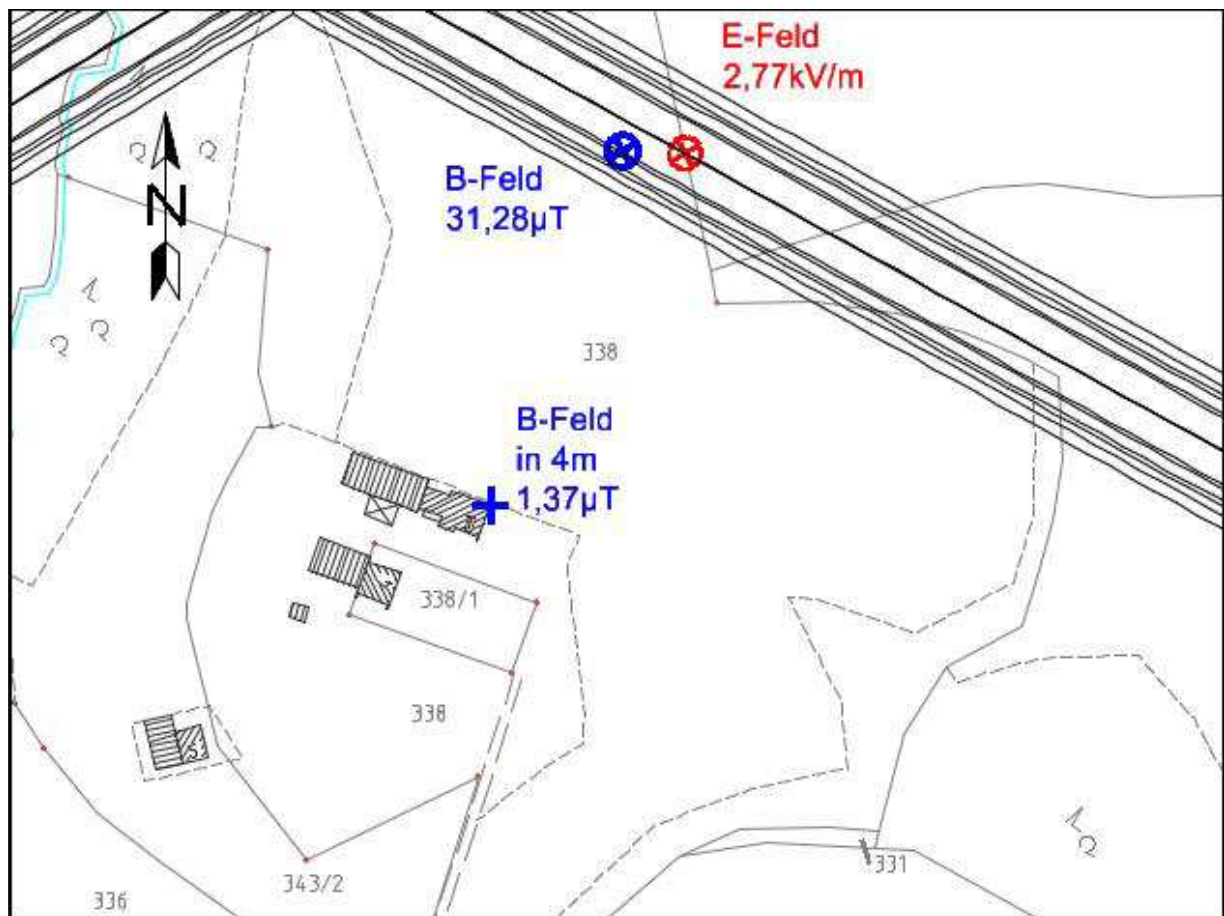 E-Feld
2,77kV/m
B-Feld
31,28µT
N
338
B-Feld
in 4m
1,37µT
338/1
338
343/2
336
331